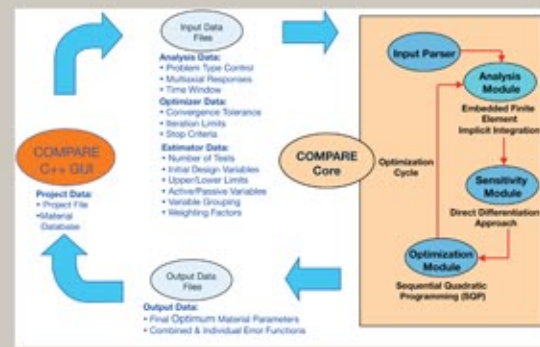 Input Data
Files
Analysis Data:
• Problem Type Control
• Multiaxial Responses
• Time Window
Optimizer Data:
• Convergence Tolerance
• Iteration Limits
• Stop Criteria
Estimator Data:
• Number of Tests
• Initial Design Variables
• Upper/Lower Limits
• Active/Passive Variables
• Variable Grouping
• Weighting Factors
COMPARE
C++ GUI
Project Data:
• Project File
•Material
Database
COMPARE
Core
Input Parser
Analysis
Module
Embedded Finite
Element
Implicit Integration
Optimization
Cycle
Sensitivity
Module
Direct Differentiation
Approach
Optimization
Module
Sequential Quadratic
Programming (SQP)
Output Data
Files
Output Data:
• Final Optimum Material Parameters
• Combined & Individual Error Functions